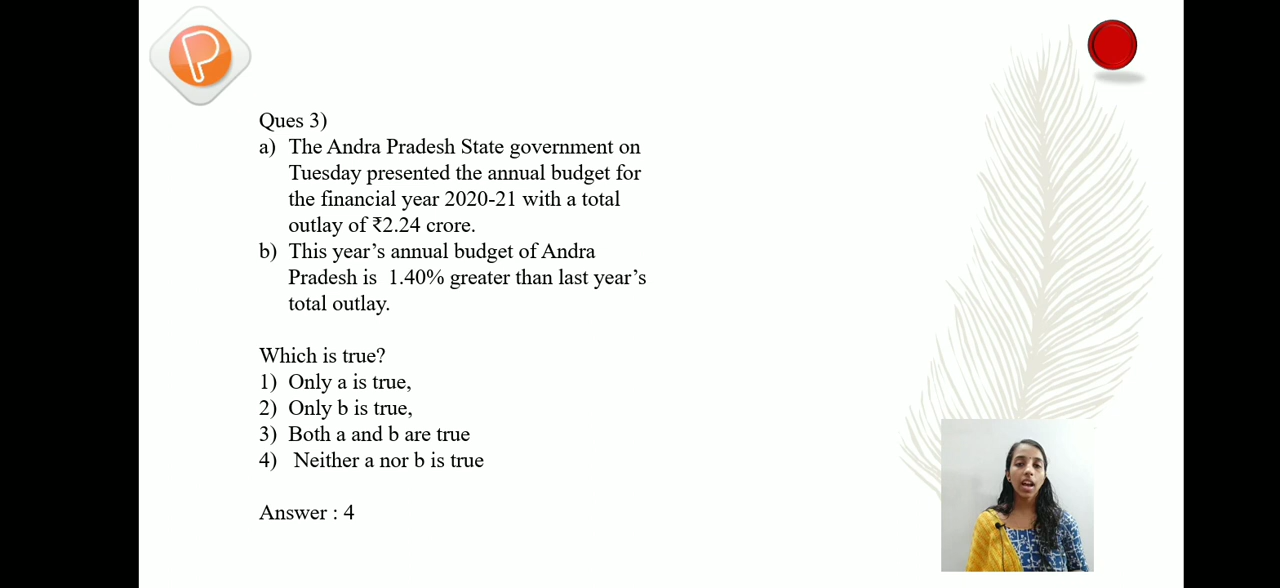 P
Ques 3)
a) The Andra Pradesh State government on
Tuesday presented the annual budget for
the financial year 2020-21 with a total
outlay of ₹2.24 crore.
b) This year’s annual budget of Andra
Pradesh is 1.40% greater than last year’s
total outlay.
Which is true?
1) Only a is true,
2) Only b is true,
3) Both a and b are true
4) Neither a nor b is true
Answer : 4